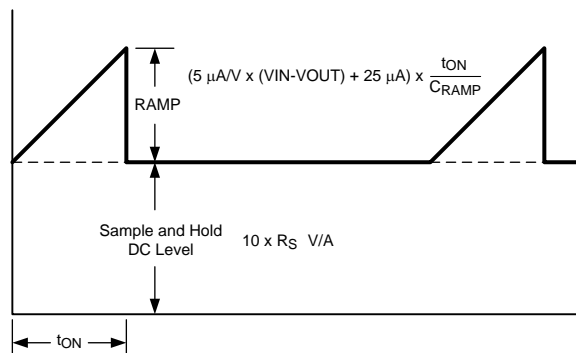 (5 μA/V x (VIN-VOUT) + 25 μA) x tON
CRAMP
RAMP
Sample and Hold
DC Level
10 x RS V/A
tON